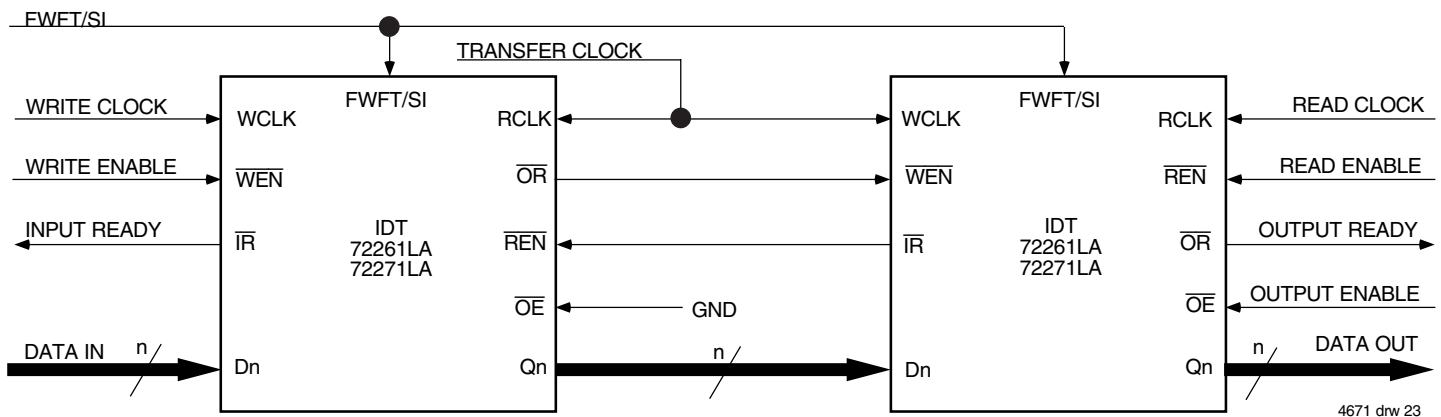 FWFT/SI
TRANSFER CLOCK
FWFT/SI
FWFT/SI
WRITE CLOCK
WCLK
RCLK
WCLK
RCLK
READ CLOCK
WRITE ENABLE
WEN
OR
WEN
REN
READ ENABLE
INPUT READY
IR
IDT
72261LA
72271LA
REN
IR
IDT
72261LA
72271LA
OR
OUTPUT READY
OE
GND
OE
OUTPUT ENABLE
DATA IN
n
Dn
Qn
n
Dn
Qn
n
DATA OUT
4671 drw 23